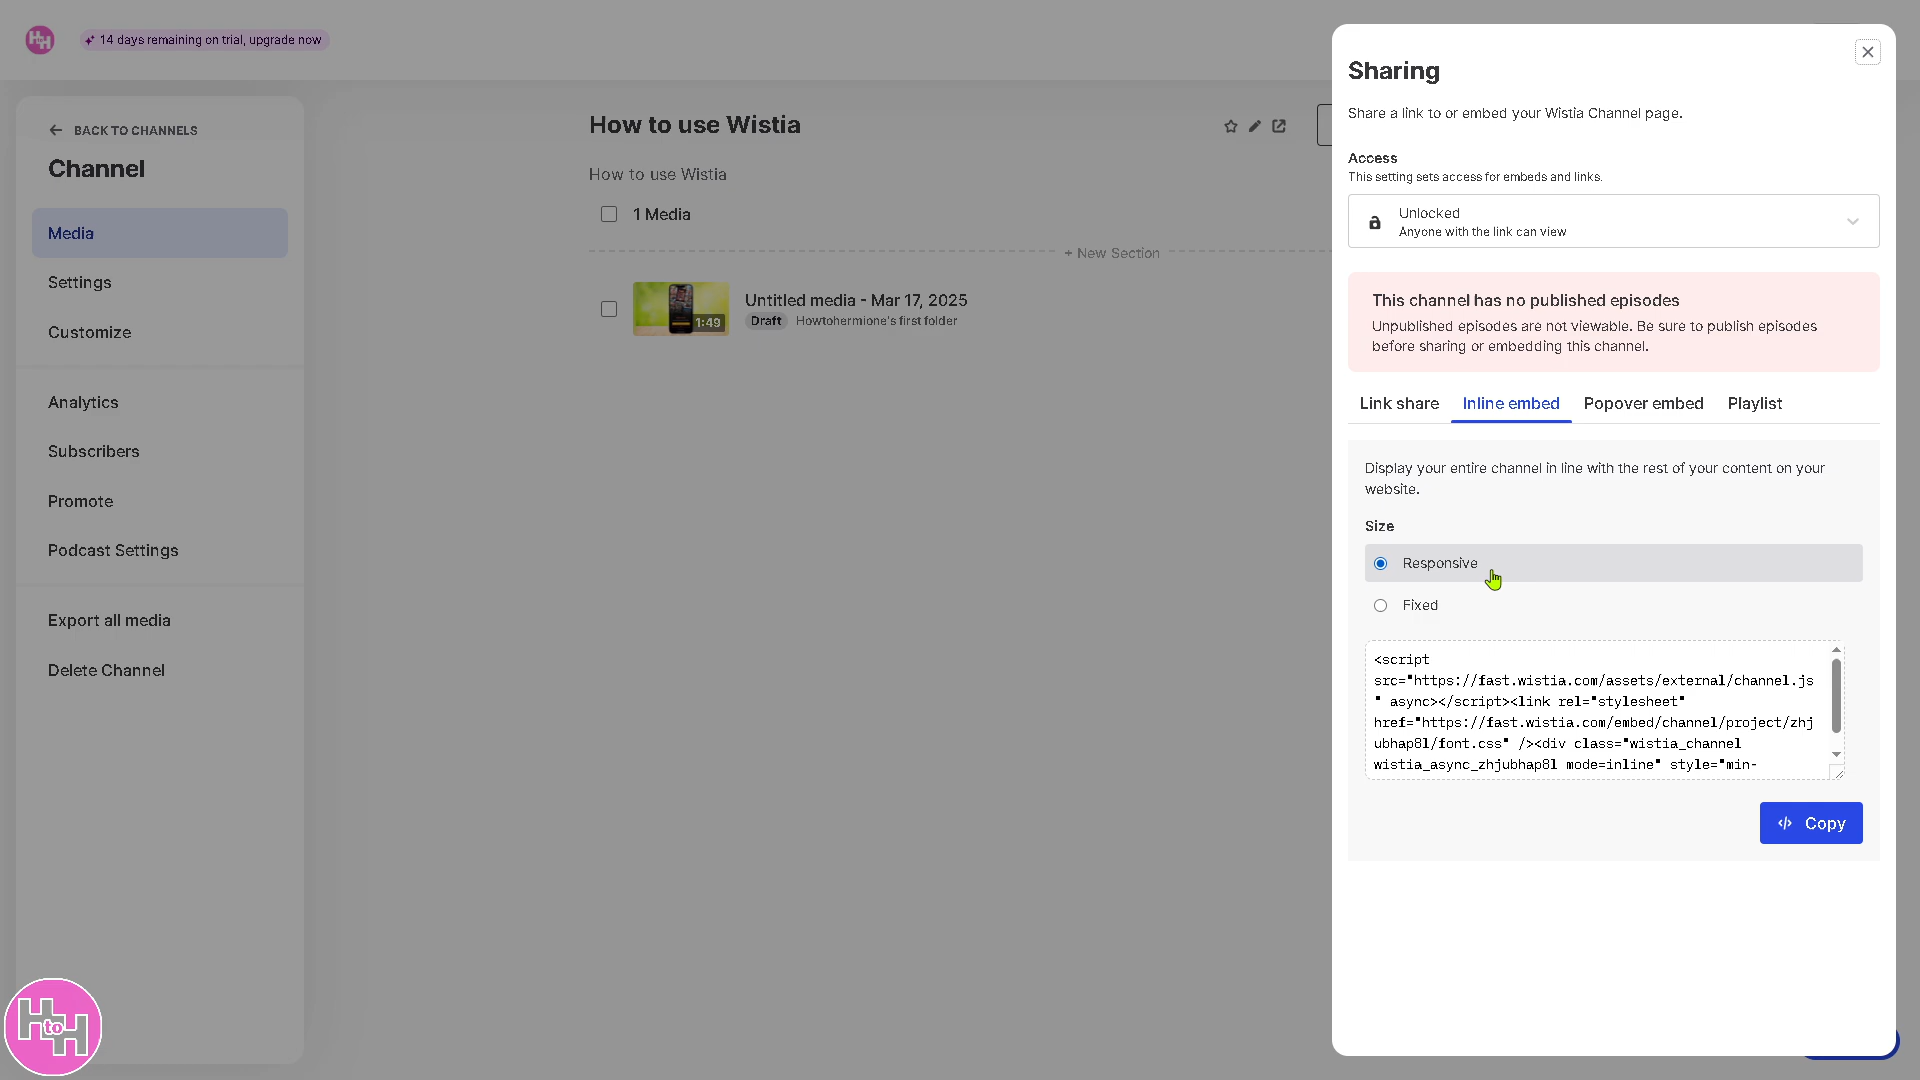 H H
14 days remaining on trial, upgrade now
BACK TO CHANNELS
Channel
Media
Settings
Customize
Analytics
Subscribers
Promote
Podcast Settings
Export all media
Delete Channel
H to H
How to use Wistia
How to use Wistia
1 Media
+ New Section
1:49
Untitled media - Mar 17, 2025
Draft Howtohermione's first folder
Sharing
Share a link to or embed your Wistia Channel page.
Access
This setting sets access for embeds and links.
Unlocked
Anyone with the link can view
This channel has no published episodes
Unpublished episodes are not viewable. Be sure to publish episodes
before sharing or embedding this channel.
Link share Inline embed Popover embed Playlist
Display your entire channel in line with the rest of your content on your
website.
Size
Responsive
Fixed
<script
src="https://fast.wistia.com/assets/external/channel.js
" async></script><link rel="stylesheet"
href="https://fast.wistia.com/embed/channel/project/zhj
ubhap8l/font.css" /><div class="wistia_channel
wistia_async_zhjubhap8l mode=inline" style="min-
</> Copy